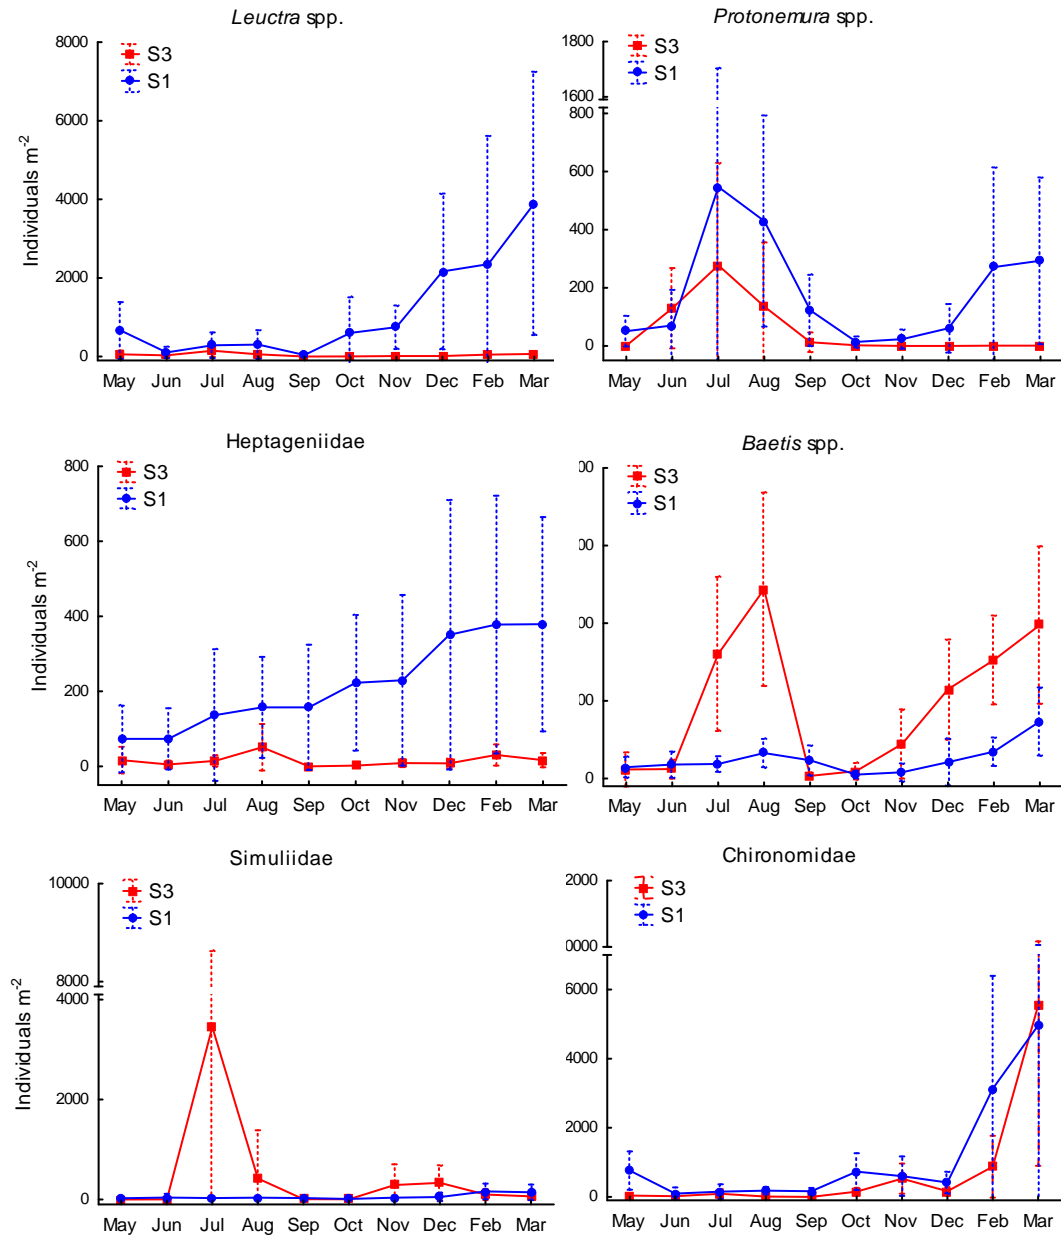 Leuctra spp.
8000
6000
4000
2000
0
Individuals m-2
S3
S1
May Jun Jul Aug Sep Oct Nov Dec Feb Mar
Protonemura spp.
1800
1600
800
600
400
200
0
S3
S1
May Jun Jul Aug Sep Oct Nov Dec Feb Mar
Heptageniidae
800
600
400
200
0
Individuals m-2
S3
S1
May Jun Jul Aug Sep Oct Nov Dec Feb Mar
Baetis spp.
00
00
00
00
0
S3
S1
May Jun Jul Aug Sep Oct Nov Dec Feb Mar
Simuliidae
10000
8000
4000
2000
0
Individuals m-2
S3
S1
May Jun Jul Aug Sep Oct Nov Dec Feb Mar
Chironomidae
2000
0000
6000
4000
2000
0
S3
S1
May Jun Jul Aug Sep Oct Nov Dec Feb Mar